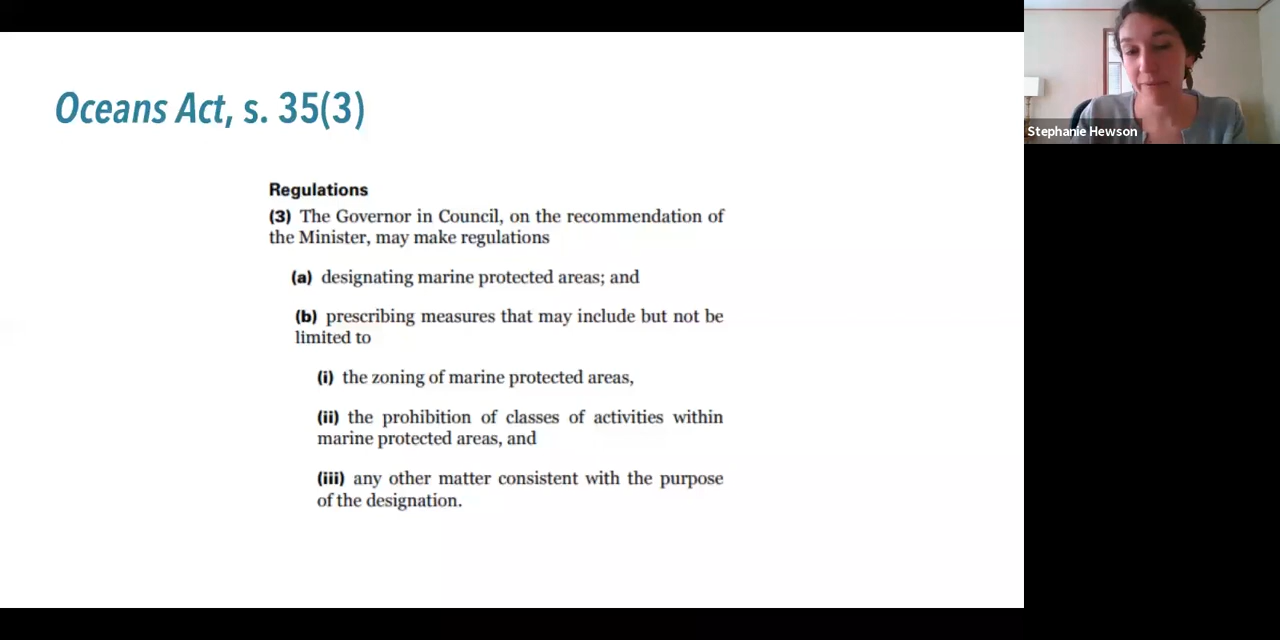 Oceans Act, s. 35(3)
Stephanie Hewson
Regulations
(3) The Governor in Council, on the recommendation of
the Minister, may make regulations
(a) designating marine protected areas; and
(b) prescribing measures that may include but not be
limited to
(i) the zoning of marine protected areas,
(ii) the prohibition of classes of activities within
marine protected areas, and
(iii) any other matter consistent with the purpose
of the designation.